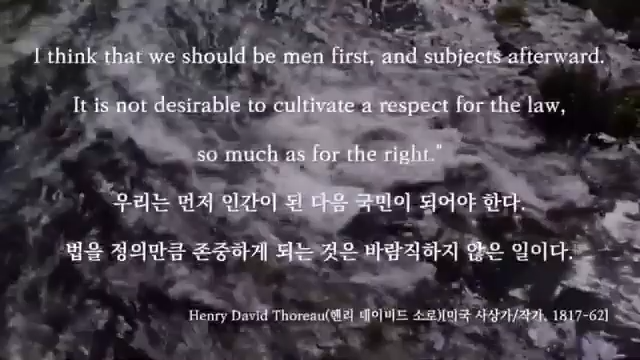 I think that we should be men first, and subjects afterward.
It is not desirable to cultivate a respect for the law,
so much as for the right."
우리는 먼저 인간이 된 다음 국민이 되어야 한다.
법을 정의만큼 존중하게 되는 것은 바람직하지 않은 일이다.
Henry David Thoreau(헨리 데이비드 소로)[미국 사상가/작가, 1817-62]